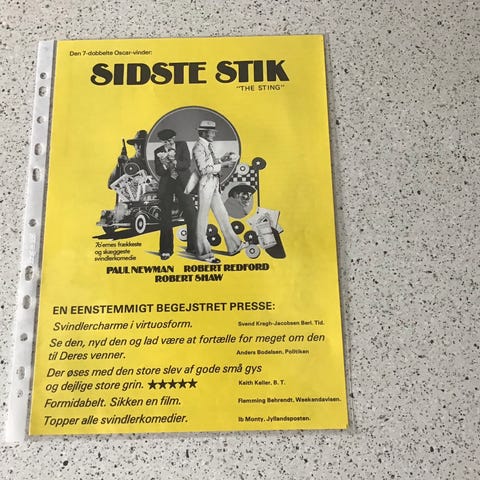 Den 7-dobbelte Oscar-vinder:
SIDSTE STIK
"THE STING"
70'ernes frækkeste
og skæggeste
svindlerkomedie
PAUL NEWMAN ROBERT REDFORD
ROBERT SHAW
EN EENSTEMMIGT BEGEJSTRET PRESSE:
Svindlercharme i virtuosform. Svend Kragh-Jacobsen Berl. Tid.
Se den, nyd den og lad være at fortælle for meget om den
til Deres venner. Anders Bodelsen, Politiken
Der øses med den store slev af gode små gys
og dejlige store grin. ★★★★★ Keith Keller, B. T.
Formidabelt. Sikken en film. Flemming Behrendt, Weekendavisen.
Topper alle svindlerkomedier. Ib Monty, Jyllandsposten.